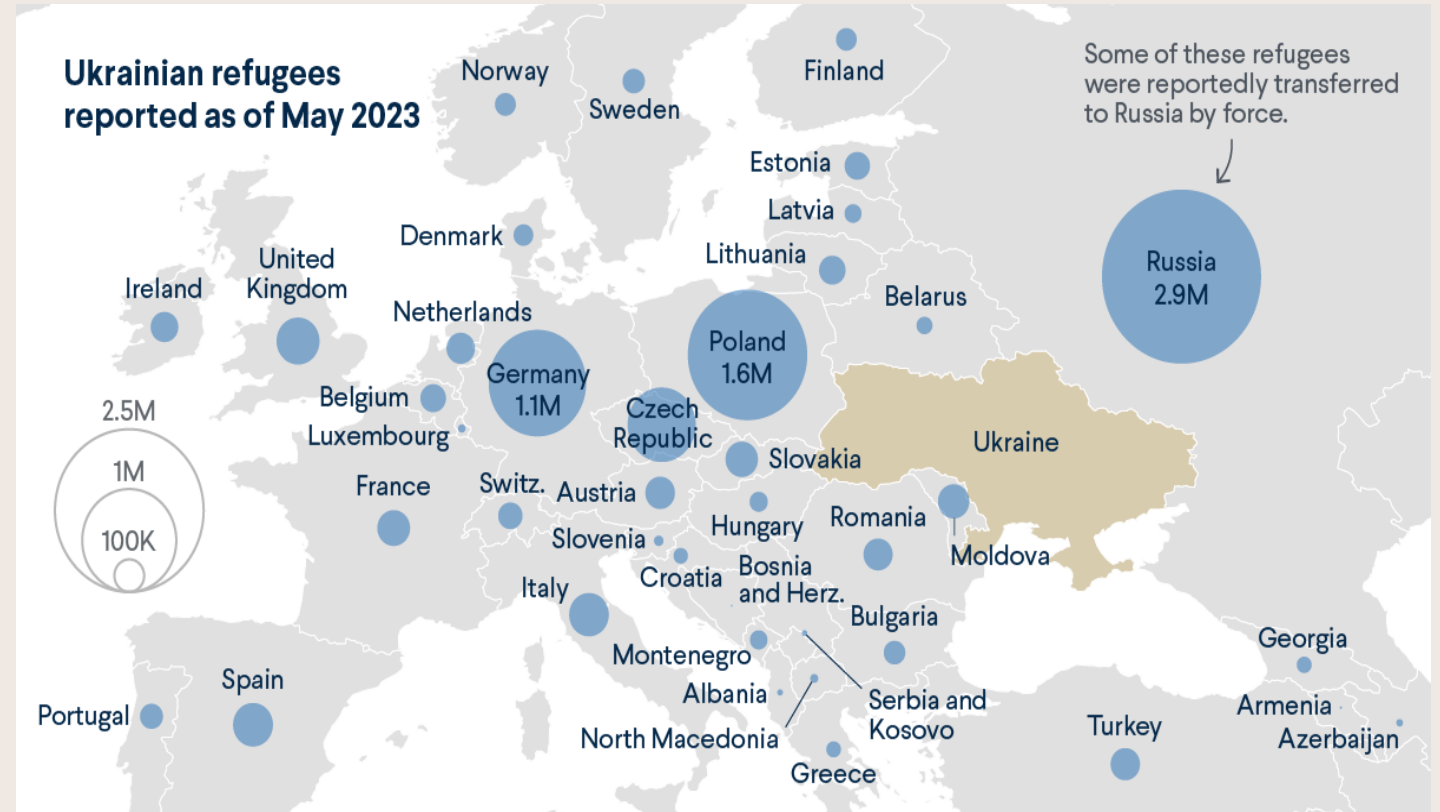 Ukrainian refugees
reported as of May 2023
Norway
Sweden
Finland
Some of these refugees
were reportedly transferred
to Russia by force.
Estonia
Latvia
Denmark
Lithuania
Russia
2.9M
United
Kingdom
Ireland
Netherlands
Belarus
Poland
1.6M
Germany
1.1M
Belgium
Luxembourg
Czech
Republic
Slovakia
Ukraine
2.5M
1M
100K
France
Switz.
Austria
Hungary
Romania
Moldova
Slovenia
Croatia
Bosnia
and Herz.
Italy
Bulgaria
Montenegro
Albania
Serbia and
Kosovo
North Macedonia
Greece
Spain
Portugal
Georgia
Armenia
Azerbaijan
Turkey